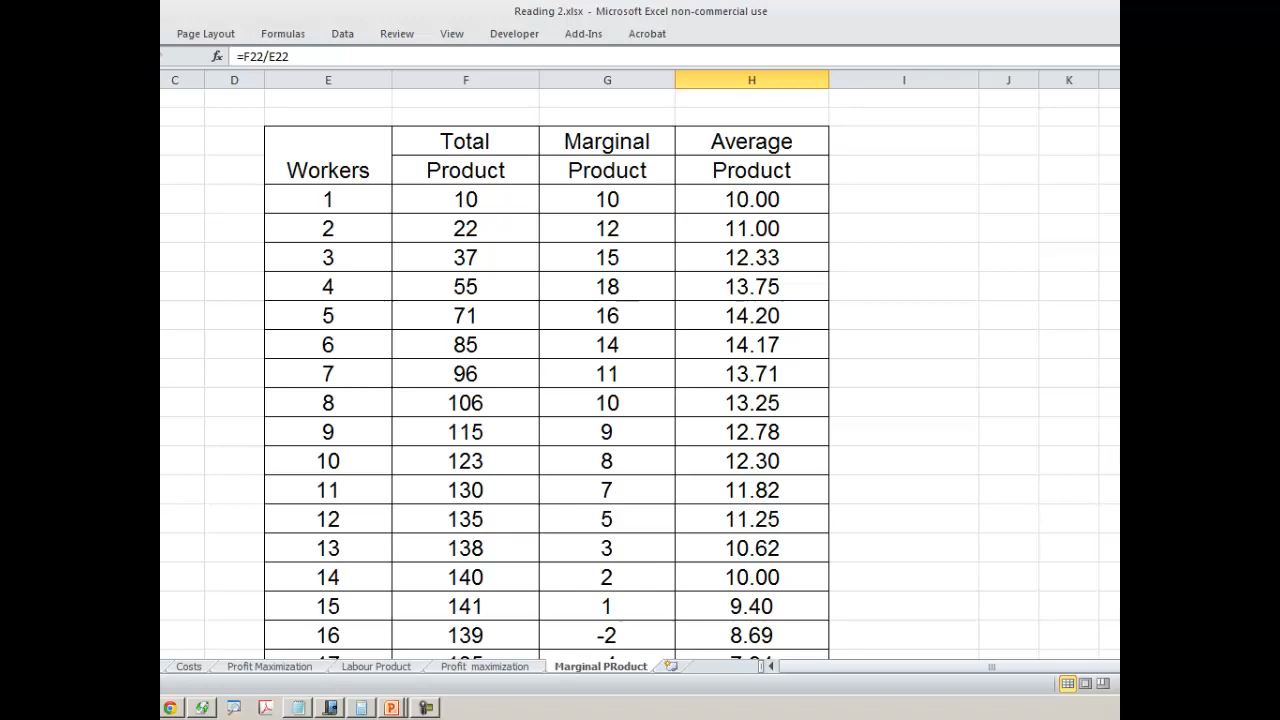 Reading 2.xlsx - Microsoft Excel non-commercial use
Page Layout Formulas Data Review View Developer Add-Ins Acrobat
fx =F22/E22
C D E F G H I J K
Total Marginal Average
Workers Product Product Product
1 10 10 10.00
2 22 12 11.00
3 37 15 12.33
4 55 18 13.75
5 71 16 14.20
6 85 14 14.17
7 96 11 13.71
8 106 10 13.25
9 115 9 12.78
10 123 8 12.30
11 130 7 11.82
12 135 5 11.25
13 138 3 10.62
14 140 2 10.00
15 141 1 9.40
16 139 -2 8.69
Costs Profit Maximization Labour Product Profit maximization Marginal PRoduct